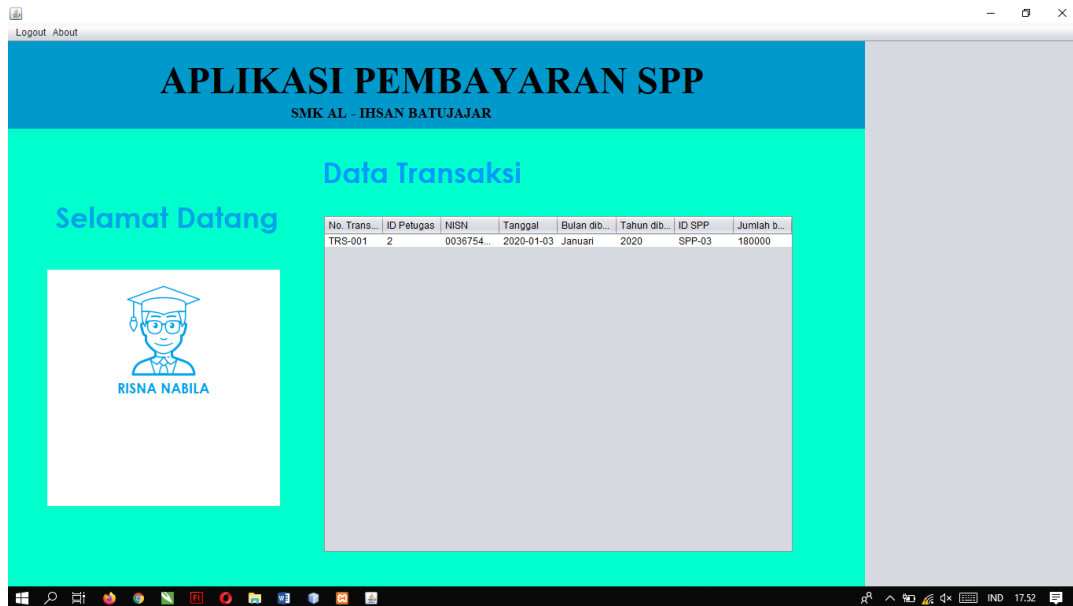 Logout About
APLIKASI PEMBAYARAN SPP
SMK AL - IHSAN BATUJAJAR
Data Transaksi
Selamat Datang
No. Trans... ID Petugas NISN Tanggal Bulan dib... Tahun dib... ID SPP Jumlah b...
TRS-001 2 0036754... 2020-01-03 Januari 2020 SPP-03 180000
RISNA NABILA
IND 17.52